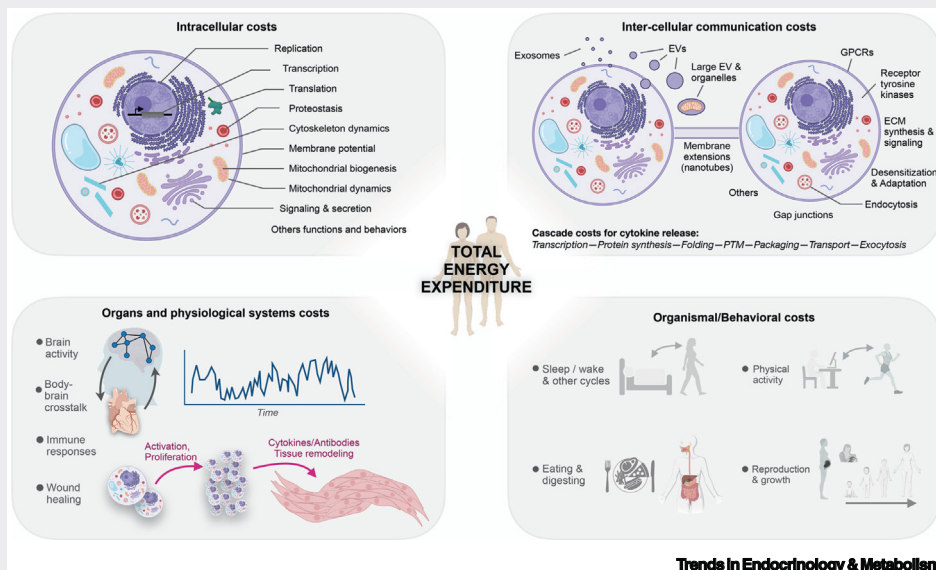 Intracellular costs
Replication
Transcription
Translation
Proteostasis
Cytoskeleton dynamics
Membrane potential
Mitochondrial biogenesis
Mitochondrial dynamics
Signaling & secretion
Others functions and behaviors
Inter-cellular communication costs
Exosomes
EVs
Large EV &
organelles
GPCRs
Receptor
tyrosine
kinases
ECM
synthesis &
signaling
Membrane
extensions
(nanotubes)
Desensitization
& Adaptation
Others
Endocytosis
Gap junctions
Cascade costs for cytokine release:
Transcription—Protein synthesis—Folding—PTM—Packaging—Transport—Exocytosis
TOTAL
ENERGY
EXPENDITURE
Organs and physiological systems costs
Brain
activity
Body-
brain
crosstalk
Time
Immune
responses
Activation,
Proliferation
Cytokines/Antibodies
Tissue remodeling
Wound
healing
Organismal/Behavioral costs
Sleep / wake
& other cycles
Physical
activity
Eating &
digesting
Reproduction
& growth
Trends in Endocrinology & Metabolism